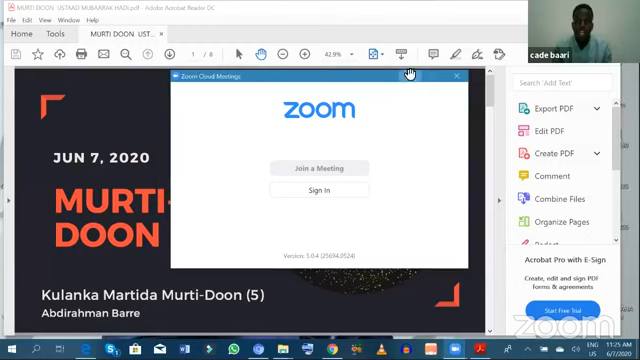 MURTI DOON USTAAD MUBAARAK HADI.pdf - Adobe Acrobat Reader DC
File Edit View Window Help
Home Tools MURTI DOON UST... ×
1 / 8 42.9%
cade baari
Zoom Cloud Meetings
zoom
Join a Meeting
Sign In
Version: 5.0.4 (25694.0524)
JUN 7, 2020
MURTI-
DOON
Kulanka Martida Murti-Doon (5)
Abdirahman Barre
Search 'Add Text'
Export PDF
Edit PDF
Create PDF
Comment
Combine Files
Organize Pages
Redact
Acrobat Pro with E-Sign
Create, edit and sign PDF
forms & agreements
Start Free Trial
zoom
ENG
US
11:25 AM
6/7/2020